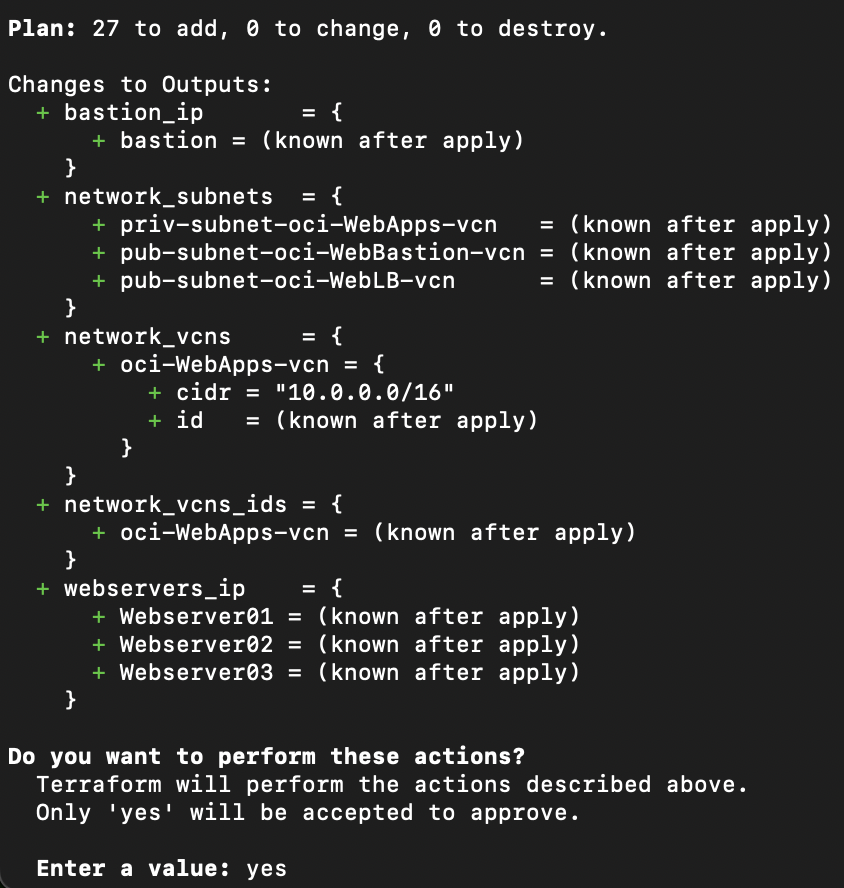 Plan: 27 to add, 0 to change, 0 to destroy.

Changes to Outputs:
  + bastion_ip       = {
      + bastion = (known after apply)
    }
  + network_subnets  = {
      + priv-subnet-oci-WebApps-vcn   = (known after apply)
      + pub-subnet-oci-WebBastion-vcn = (known after apply)
      + pub-subnet-oci-WebLB-vcn      = (known after apply)
    }
  + network_vcns     = {
      + oci-WebApps-vcn = {
          + cidr = "10.0.0.0/16"
          + id   = (known after apply)
        }
    }
  + network_vcns_ids = {
      + oci-WebApps-vcn = (known after apply)
    }
  + webservers_ip    = {
      + Webserver01 = (known after apply)
      + Webserver02 = (known after apply)
      + Webserver03 = (known after apply)
    }

Do you want to perform these actions?
  Terraform will perform the actions described above.
  Only 'yes' will be accepted to approve.

  Enter a value: yes